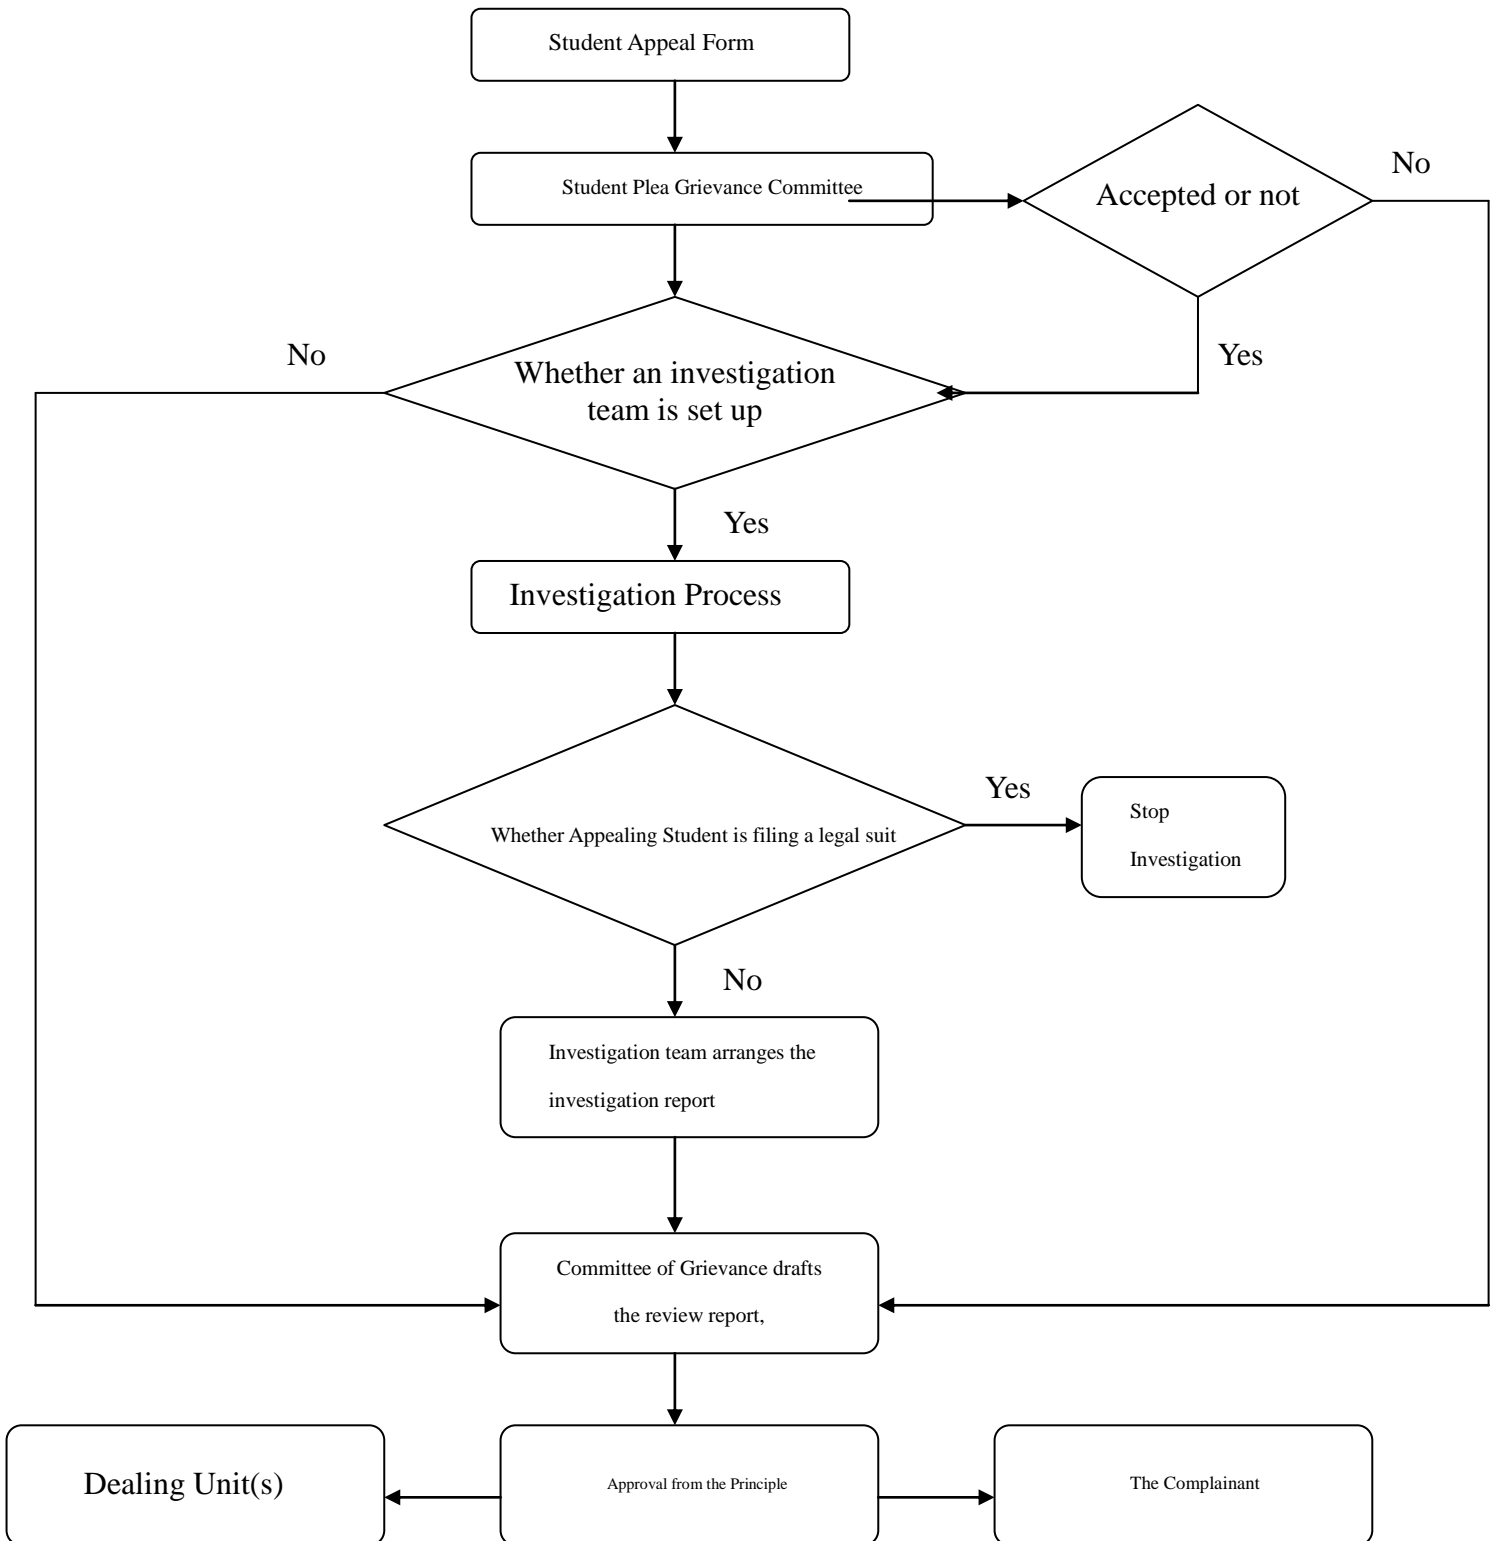 Student Appeal Form
Student Plea Grievance Committee
Accepted or not
No
Yes
No
Whether an investigation
team is set up
Yes
Investigation Process
Whether Appealing Student is filing a legal suit
Yes
Stop
Investigation
No
Investigation team arranges the
investigation report
Committee of Grievance drafts
the review report,
Dealing Unit(s)
Approval from the Principle
The Complainant